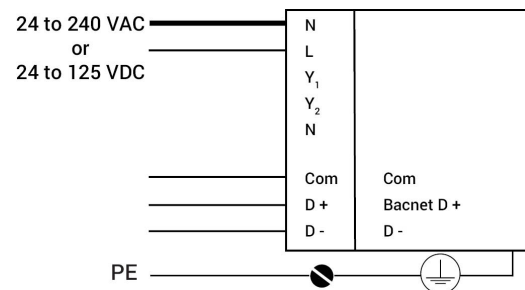 24 to 240 VAC
or
24 to 125 VDC
N
L
Y₁
Y₂
N
Com Com
D + Bacnet D +
D - D -
PE